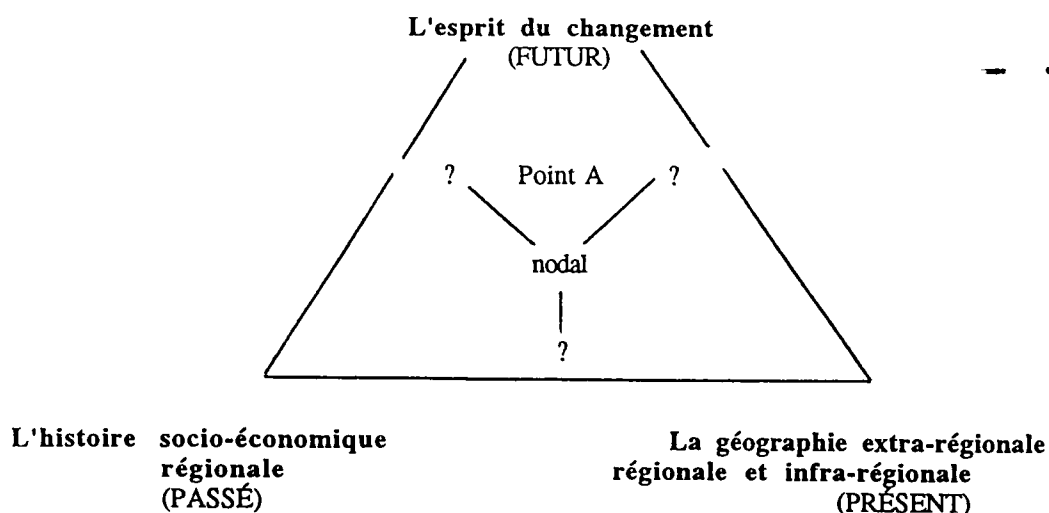 L'esprit du changement
(FUTUR)
? Point A ?
nodal
?
L'histoire socio-économique
régionale
(PASSÉ)
La géographie extra-régionale
régionale et infra-régionale
(PRÉSENT)